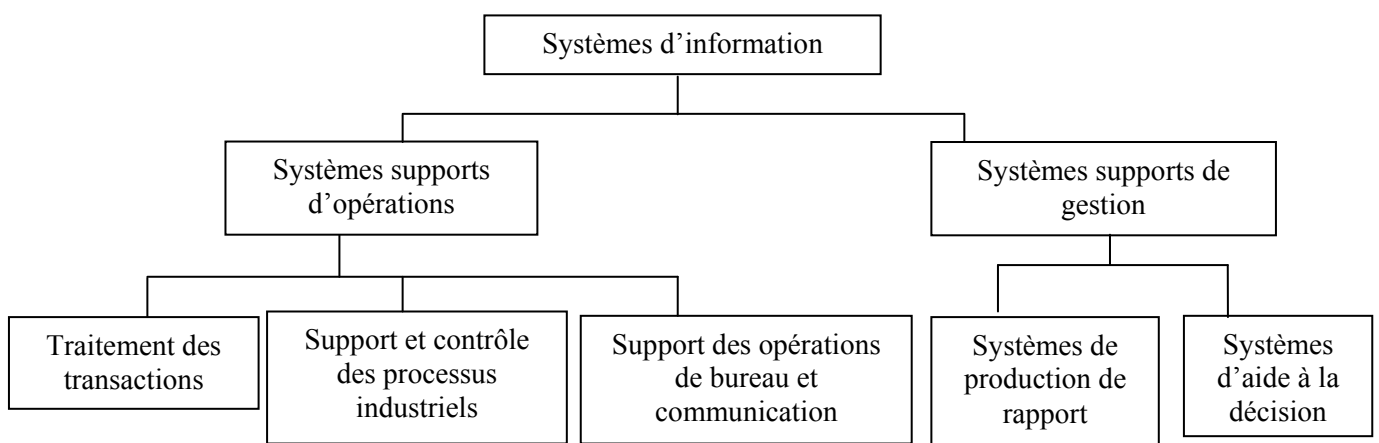 Systèmes d’information
Systèmes supports
d’opérations
Systèmes supports de
gestion
Traitement des
transactions
Support et contrôle
des processus
industriels
Support des opérations
de bureau et
communication
Systèmes de
production de
rapport
Systèmes
d’aide à la
décision